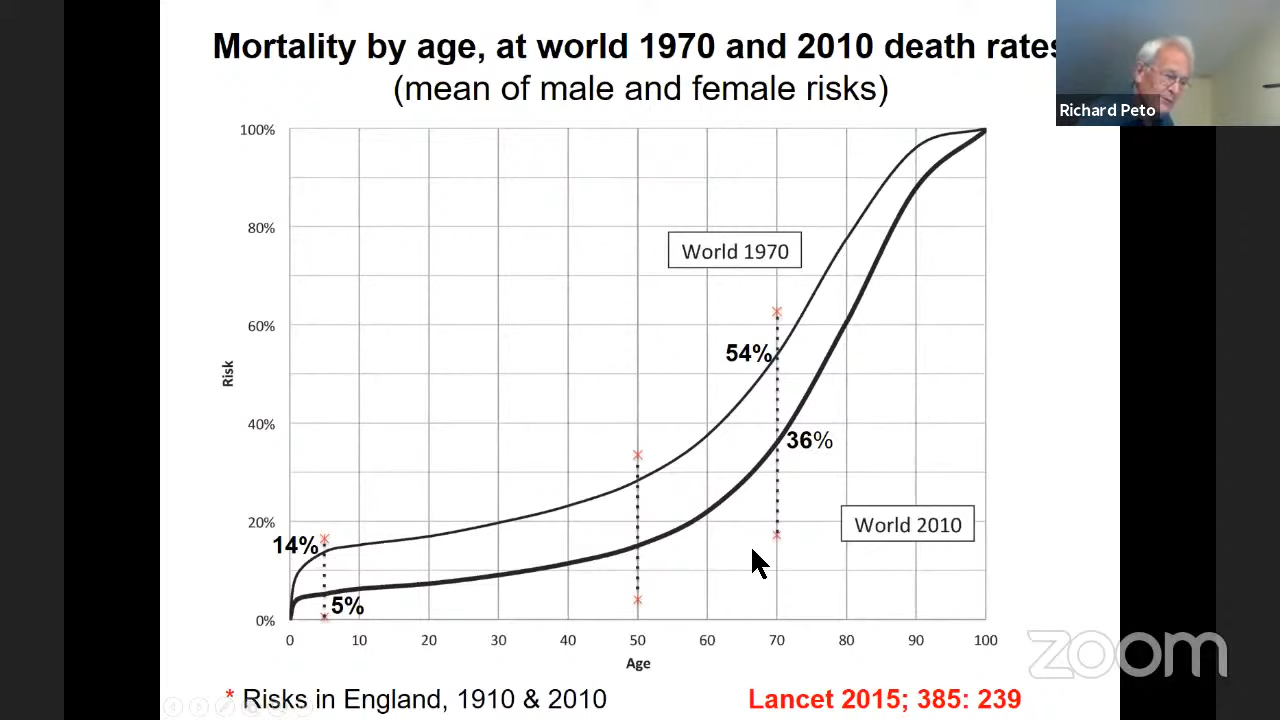 Mortality by age, at world 1970 and 2010 death rates
(mean of male and female risks)
Richard Peto
100%
80%
60%
40%
20%
0%
Risk
World 1970
54%
36%
World 2010
14%
5%
0 10 20 30 40 50 60 70 80 90 100
Age
* Risks in England, 1910 & 2010
Lancet 2015; 385: 239
zoom